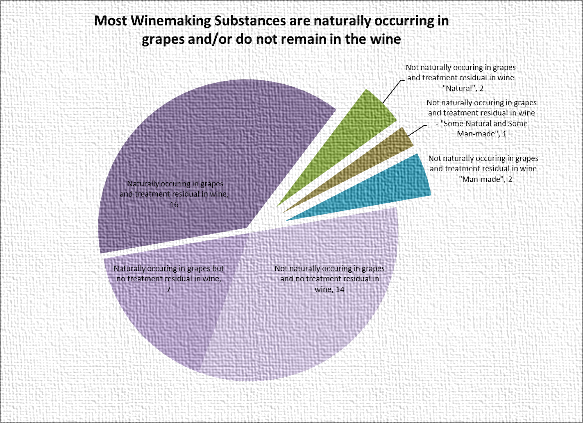 Most Winemaking Substances are naturally occurring in
grapes and/or do not remain in the wine
Not naturally occuring in grapes
and treatment residual in wine
"Natural", 2
Not naturally occuring in grapes
and treatment residual in wine
- "Some Natural and Some
Man-made", 1
Not naturally occuring in grapes
and treatment residual in wine
"Man-made", 2
Naturally occuring in grapes
and treatment residual in wine,
16
Naturally occuring in grapes but
no treatment residual in wine,
7
Not naturally occuring in grapes
and no treatment residual in
wine, 14